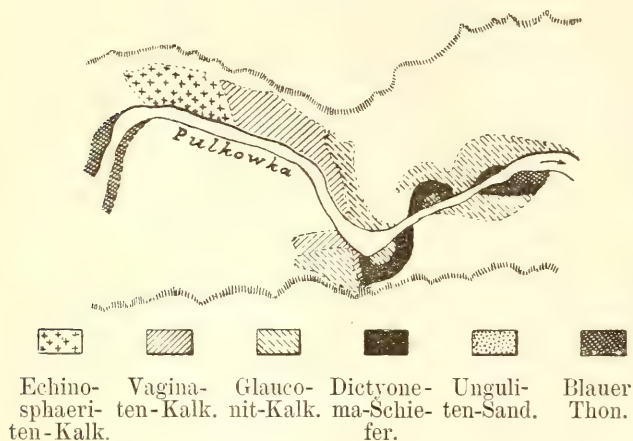 Pulkowka
Echino- Vagina- Glauco- Dictyone- Unguli- Blauer
sphaeri- ten-Kalk. nit-Kalk. ma-Schie- ten-Sand. Thon.
ten-Kalk. fer.